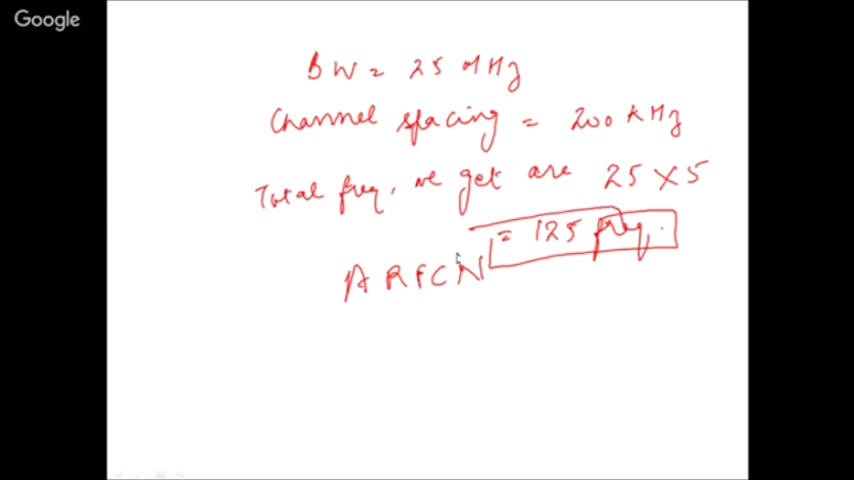 Google
BW = 25 MHz
Channel spacing = 200 KHz
Total freq, we get are 25 X 5
= 125 freq.
ARFCN